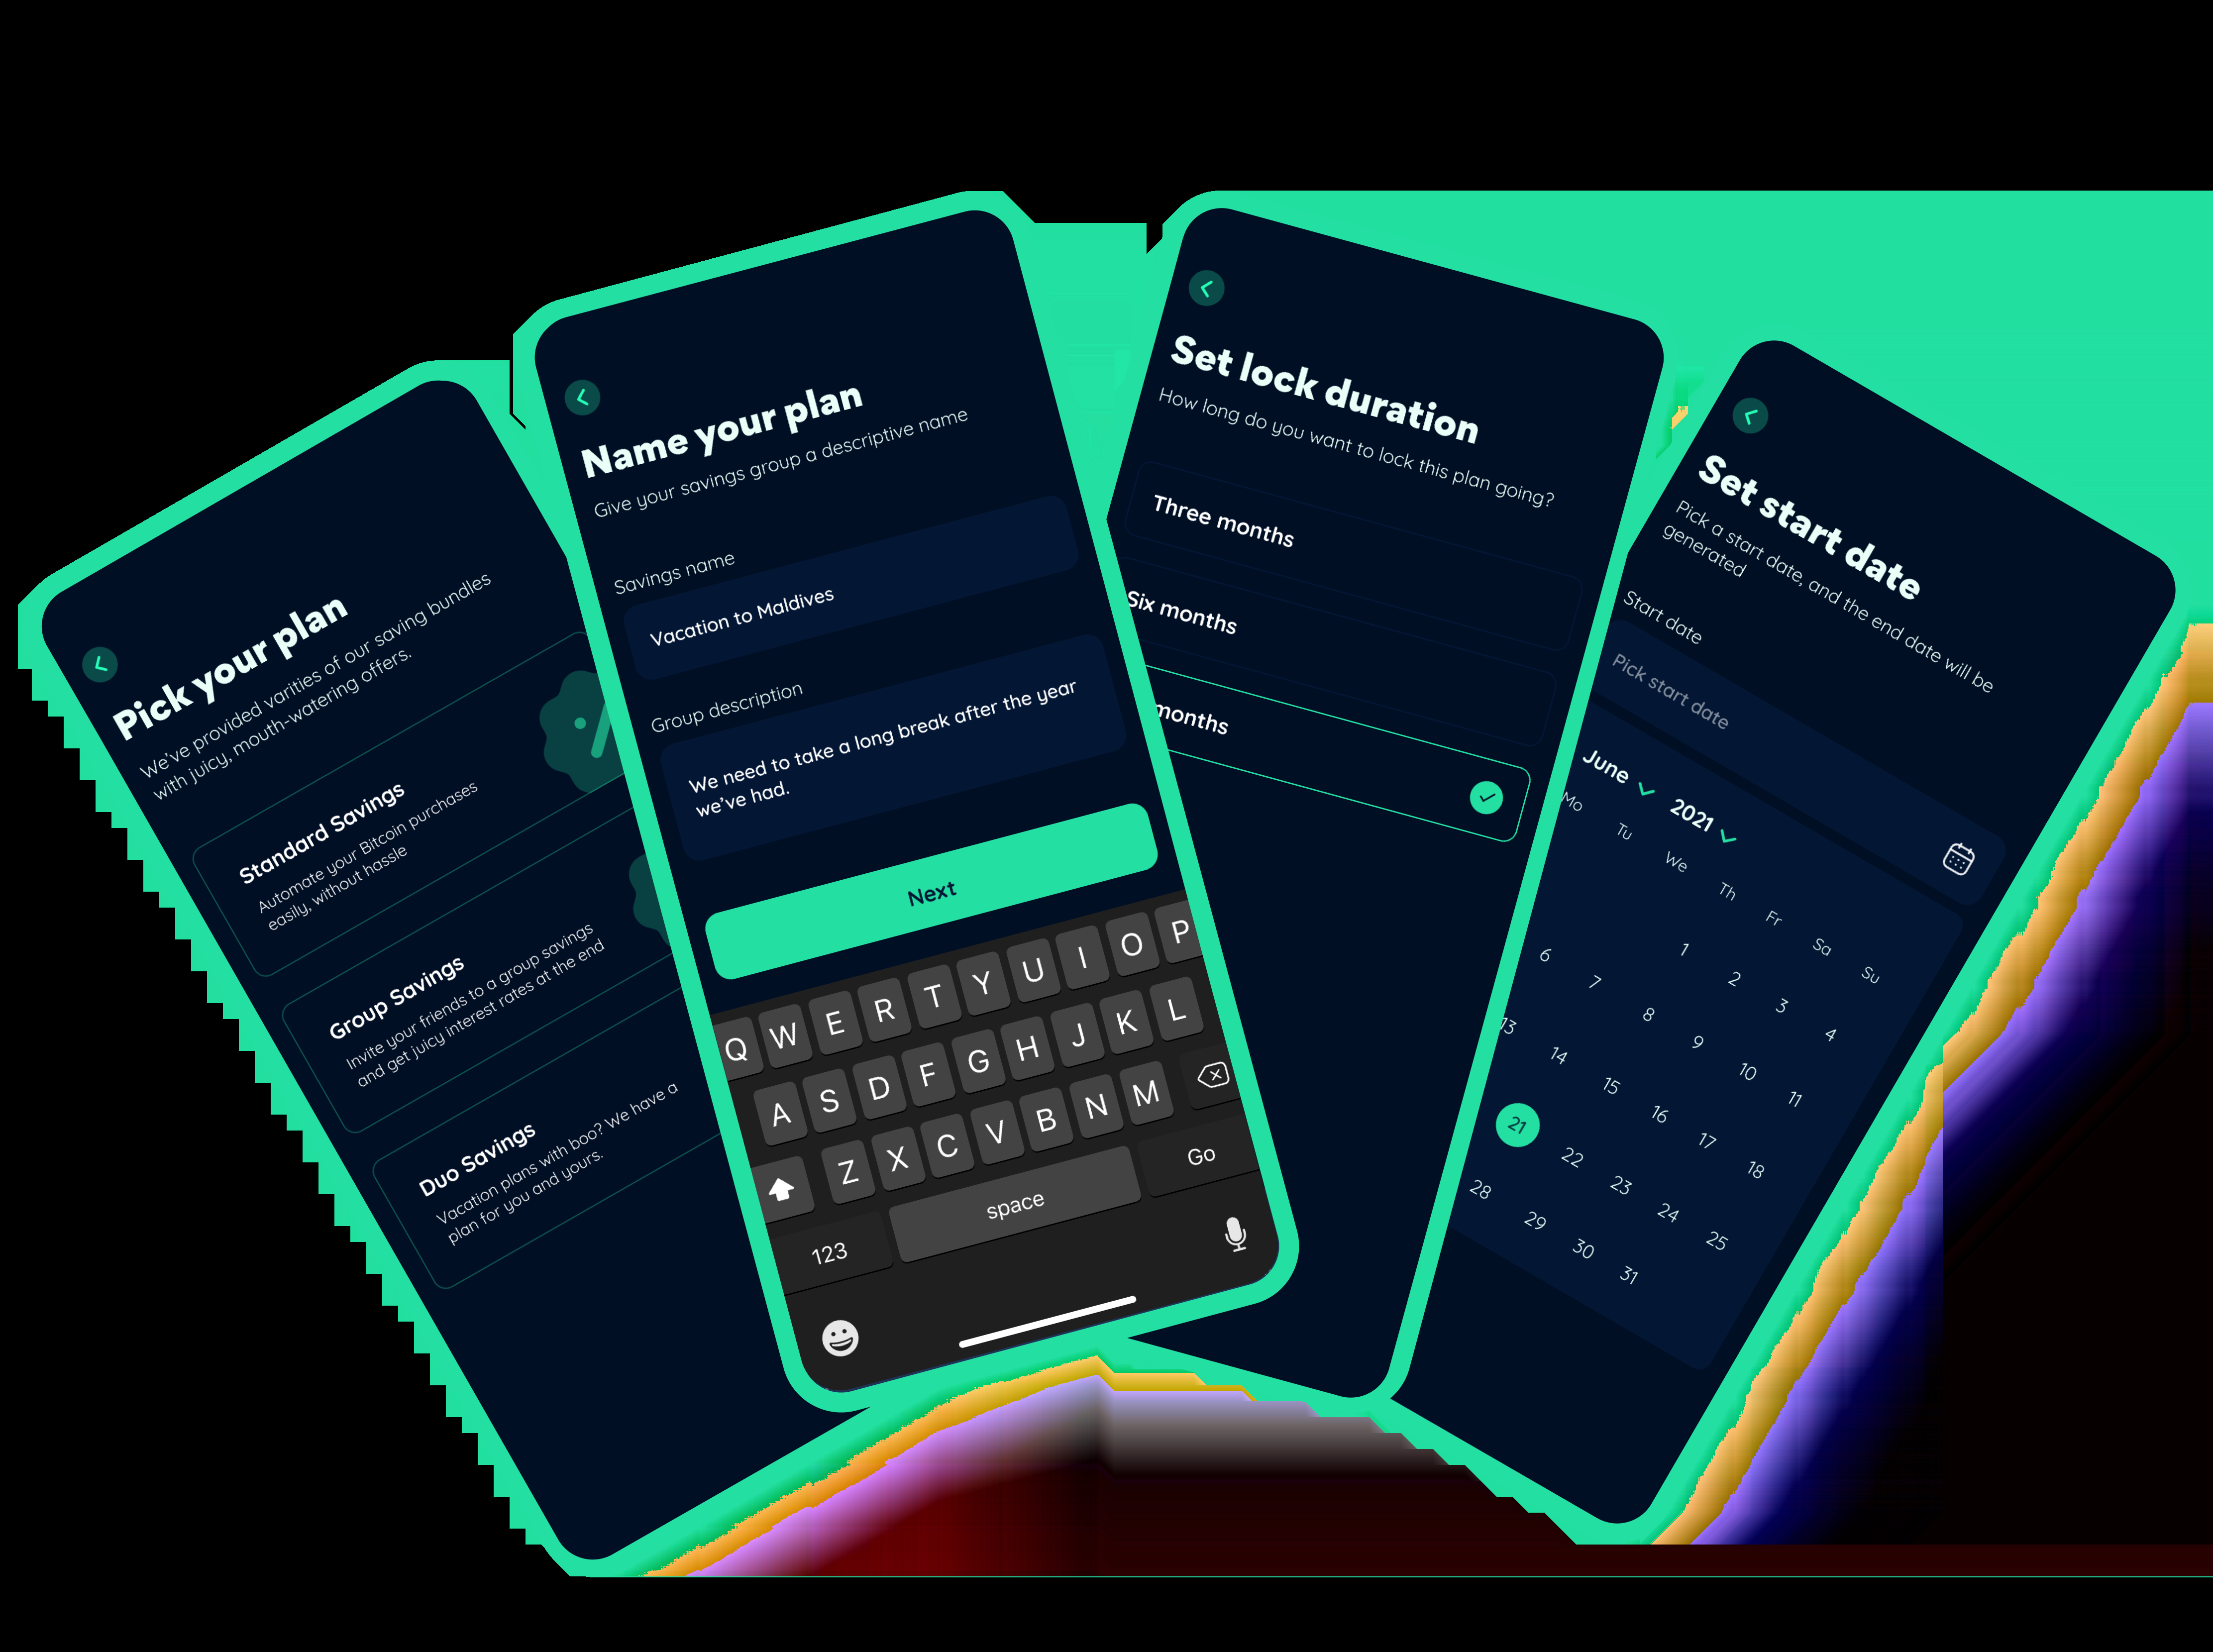 Pick your plan
We've provided varities of our saving bundles
with juicy, mouth-watering offers.
Standard Savings
Automate your Bitcoin purchases
easily, without hassle
Group Savings
Invite your friends to a group savings
and get juicy interest rates at the end
Duo Savings
Vacation plans with boo? We have a
plan for you and yours.
Name your plan
Give your savings group a descriptive name
Savings name
Vacation to Maldives
Group description
We need to take a long break after the year
we've had.
Next
Q W E R T Y U I O P
A S D F G H J K L
Z X C V B N M
123 space Go
Set lock duration
How long do you want to lock this plan going?
Three months
Six months
months
Set start date
Pick a start date, and the end date will be
generated
Start date
Pick start date
June 2021
Mo Tu We Th Fr Sa Su
1 2 3 4
6 7 8 9 10 11
13 14 15 16 17 18
21 22 23 24 25
28 29 30 31